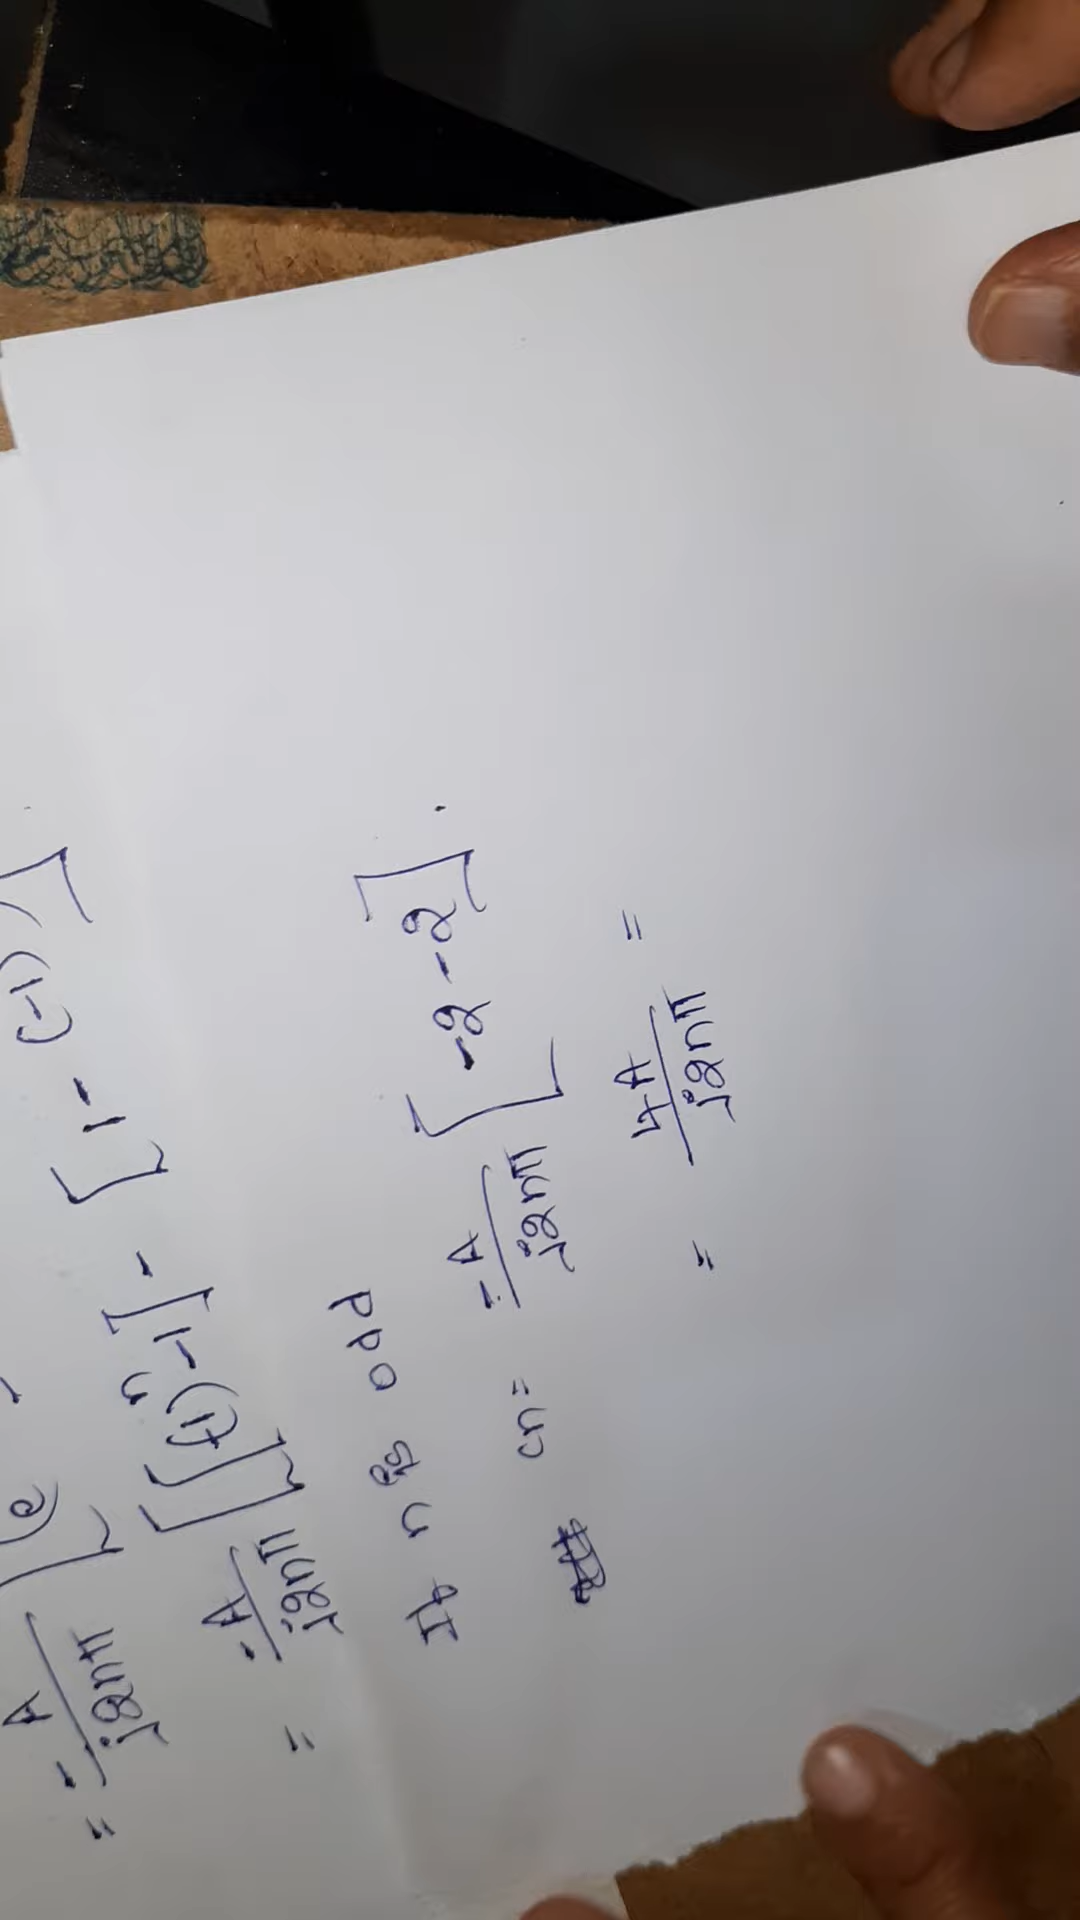 = -A/j2nπ [(e
= -A/j2nπ [[(-1)ⁿ-1] - [1-(-1)ⁿ]]
If n is odd
cn = -A/j2nπ [-2-2].
= 4A/j2nπ =